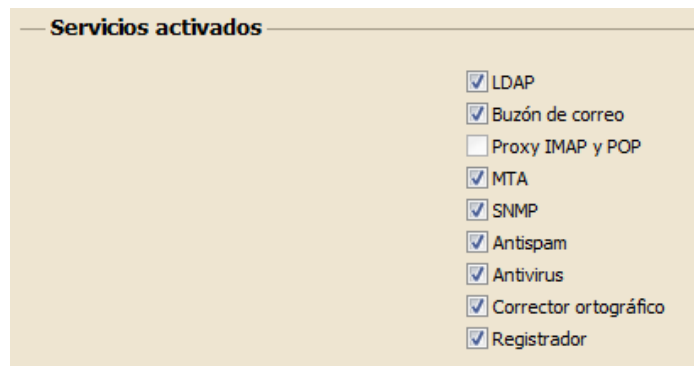 Servicios activados
LDAP
Buzón de correo
Proxy IMAP y POP
MTA
SNMP
Antispam
Antivirus
Corrector ortográfico
Registrador